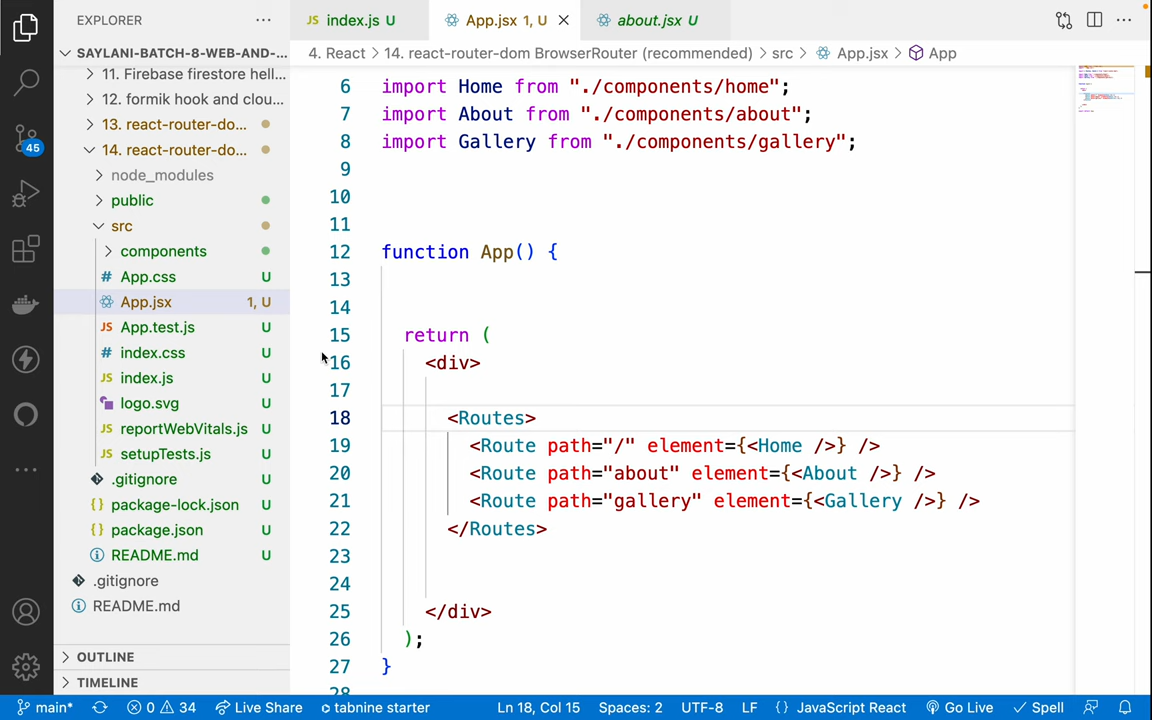 EXPLORER
index.js U
App.jsx 1, U
about.jsx U
SAYLANI-BATCH-8-WEB-AND-...
4. React > 14. react-router-dom BrowserRouter (recommended) > src > App.jsx > App
11. Firebase firestore hell...
12. formik hook and clou...
13. react-router-do...
14. react-router-do...
node_modules
public
src
components
# App.css U
App.jsx 1, U
JS App.test.js U
# index.css U
JS index.js U
logo.svg U
JS reportWebVitals.js U
JS setupTests.js U
.gitignore U
{} package-lock.json U
{} package.json U
README.md U
.gitignore
README.md
OUTLINE
TIMELINE
45
6 import Home from "./components/home";
7 import About from "./components/about";
8 import Gallery from "./components/gallery";
9
10
11
12 function App() {
13
14
15 return (
16 <div>
17
18 <Routes>
19 <Route path="/" element={<Home />} />
20 <Route path="about" element={<About />} />
21 <Route path="gallery" element={<Gallery />} />
22 </Routes>
23
24
25 </div>
26 );
27 }
28
main* 0 34 Live Share tabnine starter Ln 18, Col 15 Spaces: 2 UTF-8 LF {} JavaScript React Go Live Spell